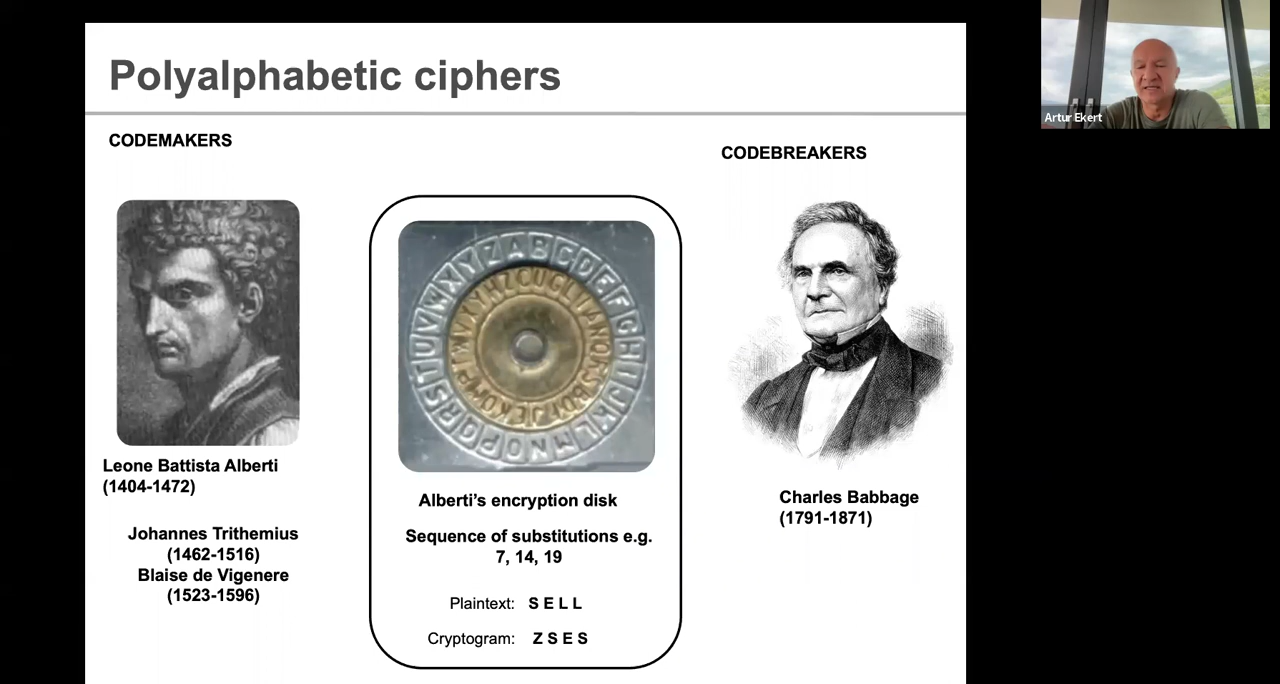 Polyalphabetic ciphers
CODEMAKERS
CODEBREAKERS
Leone Battista Alberti
(1404-1472)
Johannes Trithemius
(1462-1516)
Blaise de Vigenere
(1523-1596)
A B C D E F G H I J K L M N O P Q R S T U V W X Y Z
Alberti’s encryption disk
Sequence of substitutions e.g.
7, 14, 19
Plaintext: S E L L
Cryptogram: Z S E S
Charles Babbage
(1791-1871)
Artur Ekert